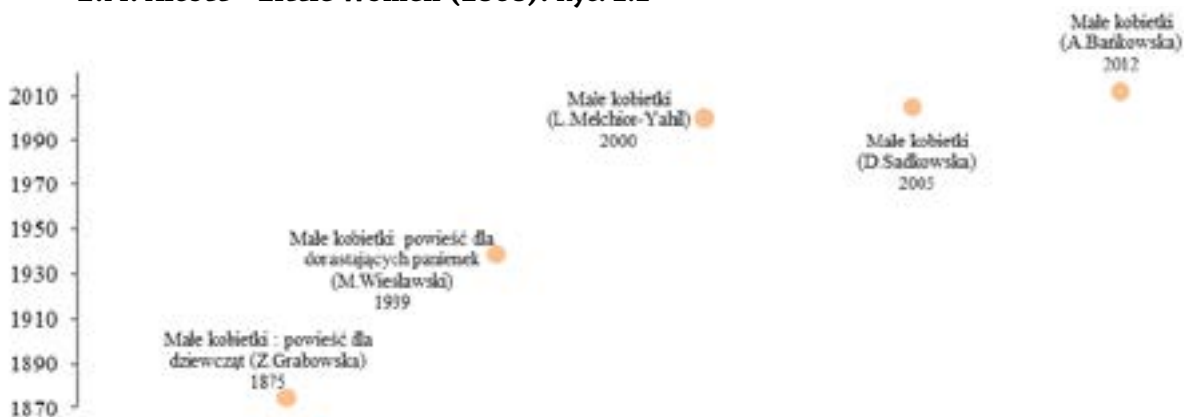 Małe kobietki
(A.Bańkowska)
2012
2010
1990
1970
1950
1930
1910
1890
1870
Małe kobietki
(L.Melchior-Yahil)
2000
Małe kobietki
(D.Sadkowska)
2005
Małe kobietki: powieść dla
dorastających panienek
(M.Wiesławski)
1939
Małe kobietki : powieść dla
dziewcząt (Z.Grabowska)
1875